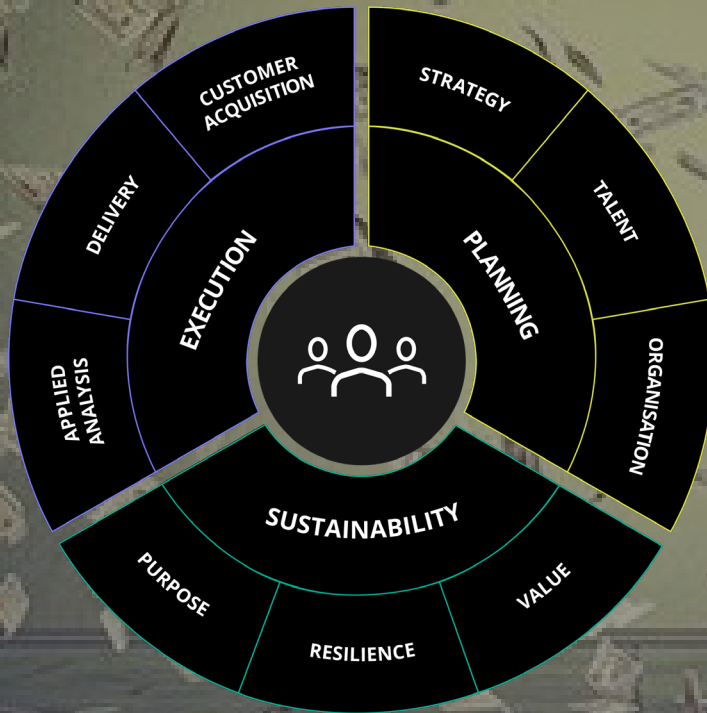 CUSTOMER
ACQUISITION
STRATEGY
DELIVERY
TALENT
EXECUTION
PLANNING
APPLIED
ANALYSIS
ORGANISATION
SUSTAINABILITY
PURPOSE
VALUE
RESILIENCE